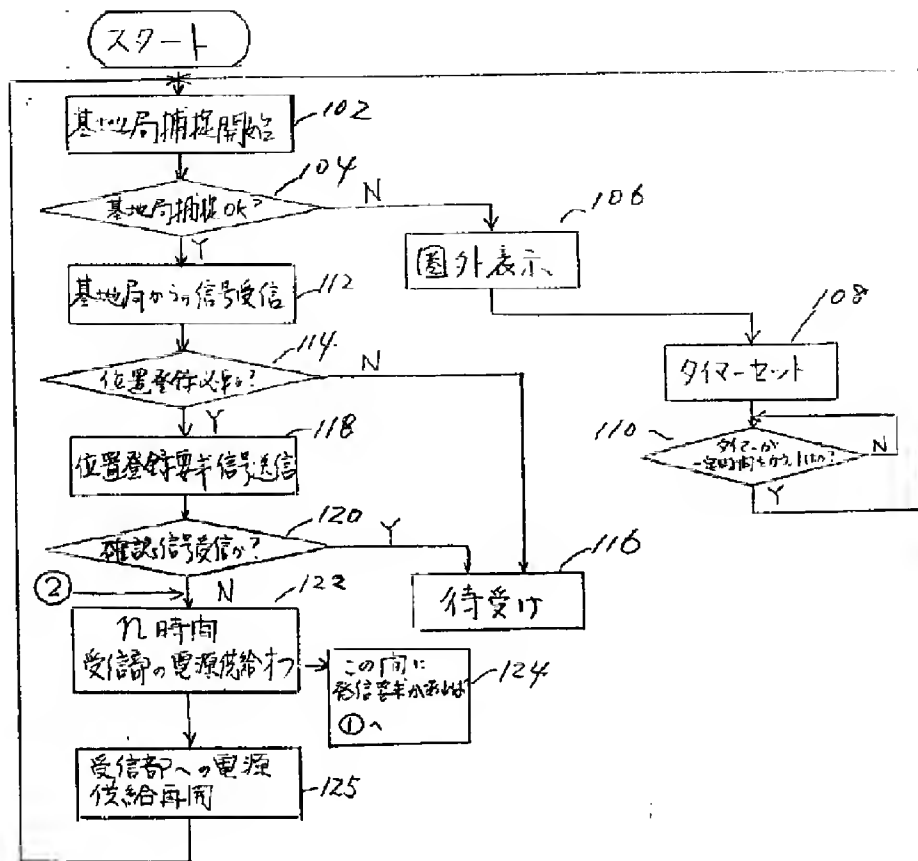 スタート
基地局捕捉開始
102
基地局捕捉OK?
104
N
Y
106
圏外表示
基地局からの信号受信
112
108
タイマーセット
位置登録必要か?
114
N
Y
110
タイマーが
一定時間をカウントしたか?
N
Y
位置登録要求信号送信
118
確認信号受信か?
120
Y
N
116
待受け
②
122
n時間
受信部の電源供給オフ
この間に
発信要求があれば
①へ
124
受信部への電源
供給再開
125